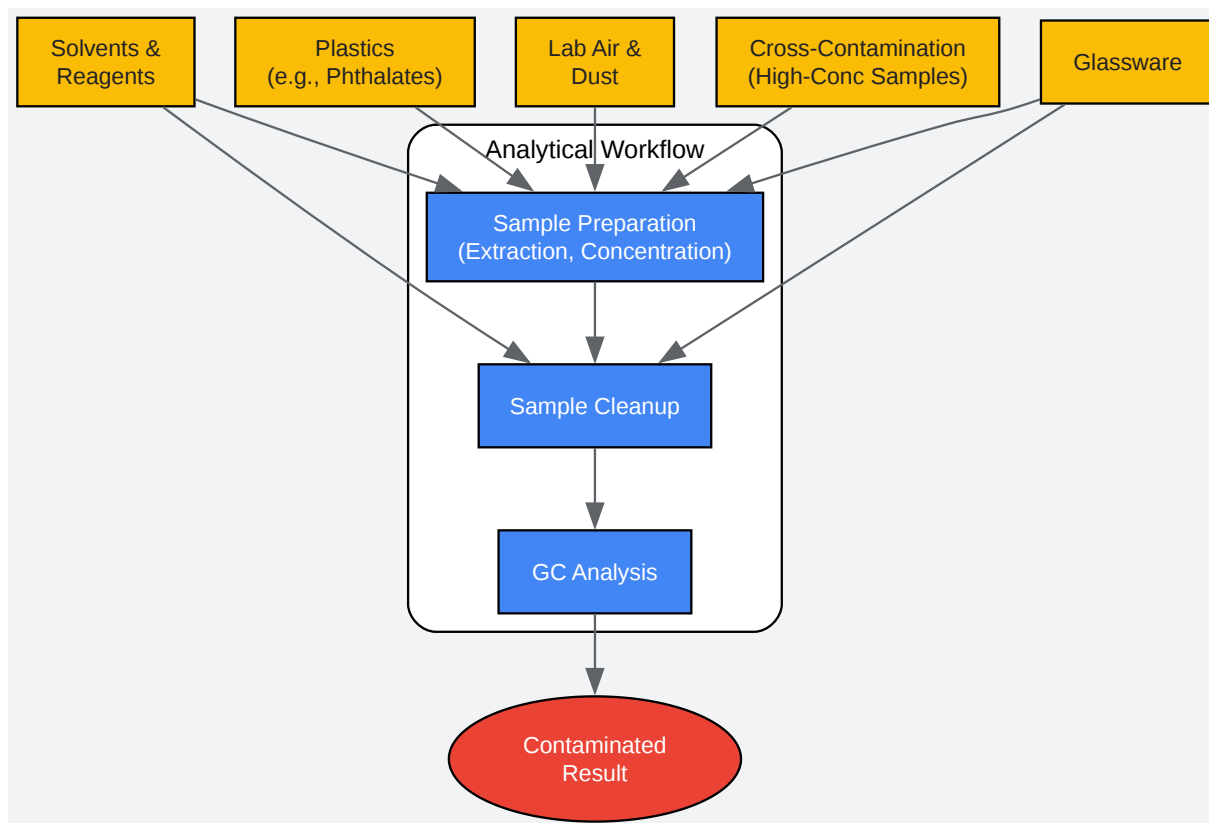 Solvents &
Reagents
Plastics
(e.g., Phthalates)
Lab Air &
Dust
Cross-Contamination
(High-Conc Samples)
Glassware
Analytical Workflow
Sample Preparation
(Extraction, Concentration)
Sample Cleanup
GC Analysis
Contaminated
Result